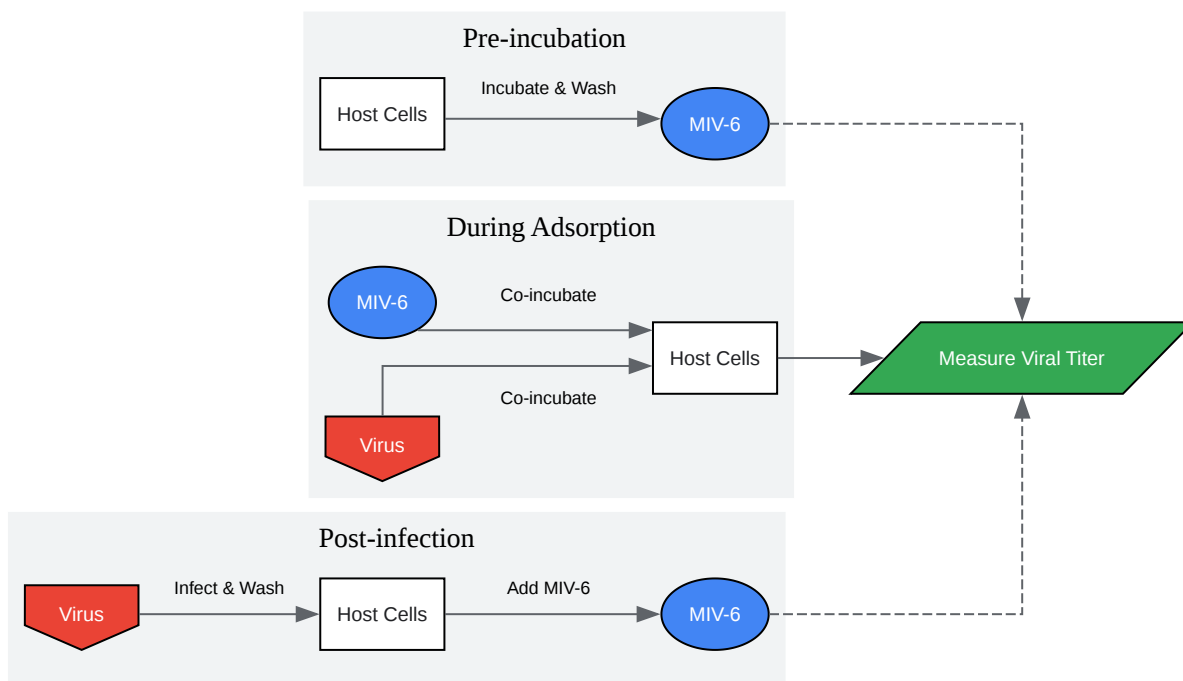 Pre-incubation
Host Cells
Incubate & Wash
MIV-6
During Adsorption
MIV-6
Co-incubate
Host Cells
Measure Viral Titer
Co-incubate
Virus
Post-infection
Virus
Infect & Wash
Host Cells
Add MIV-6
MIV-6